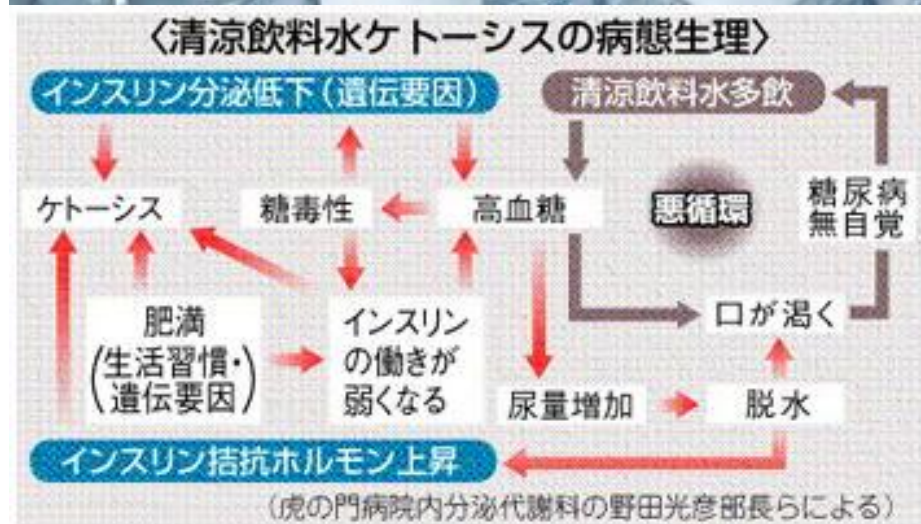 〈清涼飲料水ケトーシスの病態生理〉
インスリン分泌低下(遺伝要因)
清涼飲料水多飲
ケトーシス
糖毒性
高血糖
悪循環
糖尿病
無自覚
肥満
(生活習慣・
遺伝要因)
インスリン
の働きが
弱くなる
口が渇く
尿量増加
脱水
インスリン拮抗ホルモン上昇
(虎の門病院内分泌代謝科の野田光彦部長らによる)